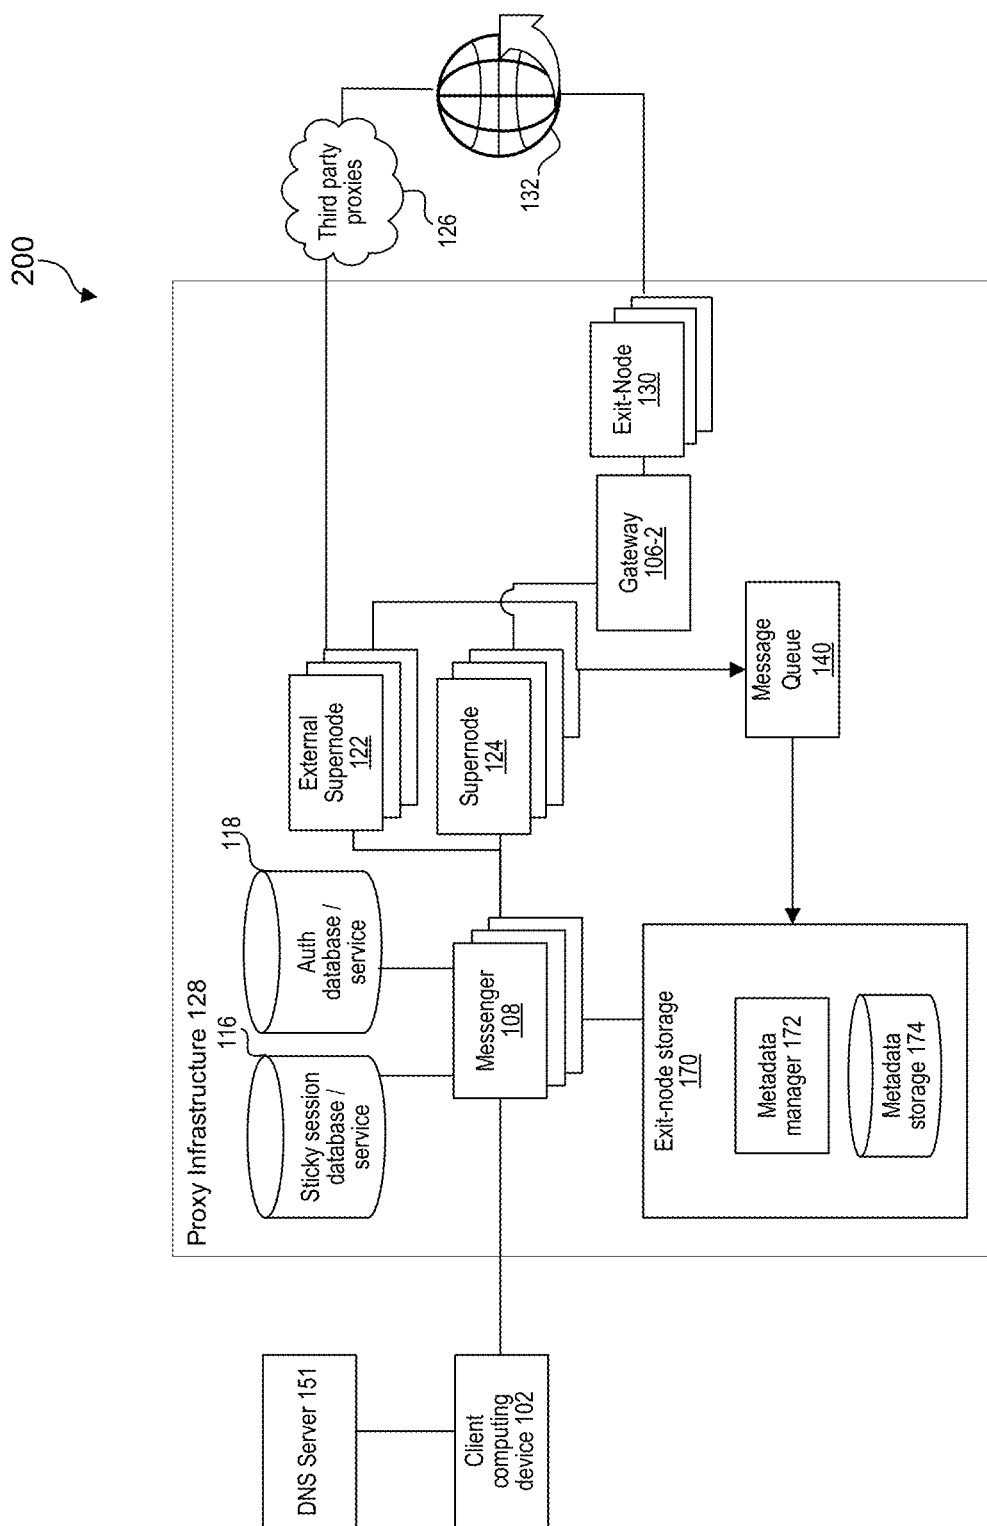 200
Proxy Infrastructure 128
116
118
Sticky session
database /
service
Auth
database /
service
External
Supernode
122
Third party
proxies
126
132
DNS Server 151
Client
computing
device 102
Messenger
108
Supernode
124
Gateway
106-2
Exit-Node
130
Exit-node storage
170
Metadata
manager 172
Metadata
storage 174
Message
Queue
140